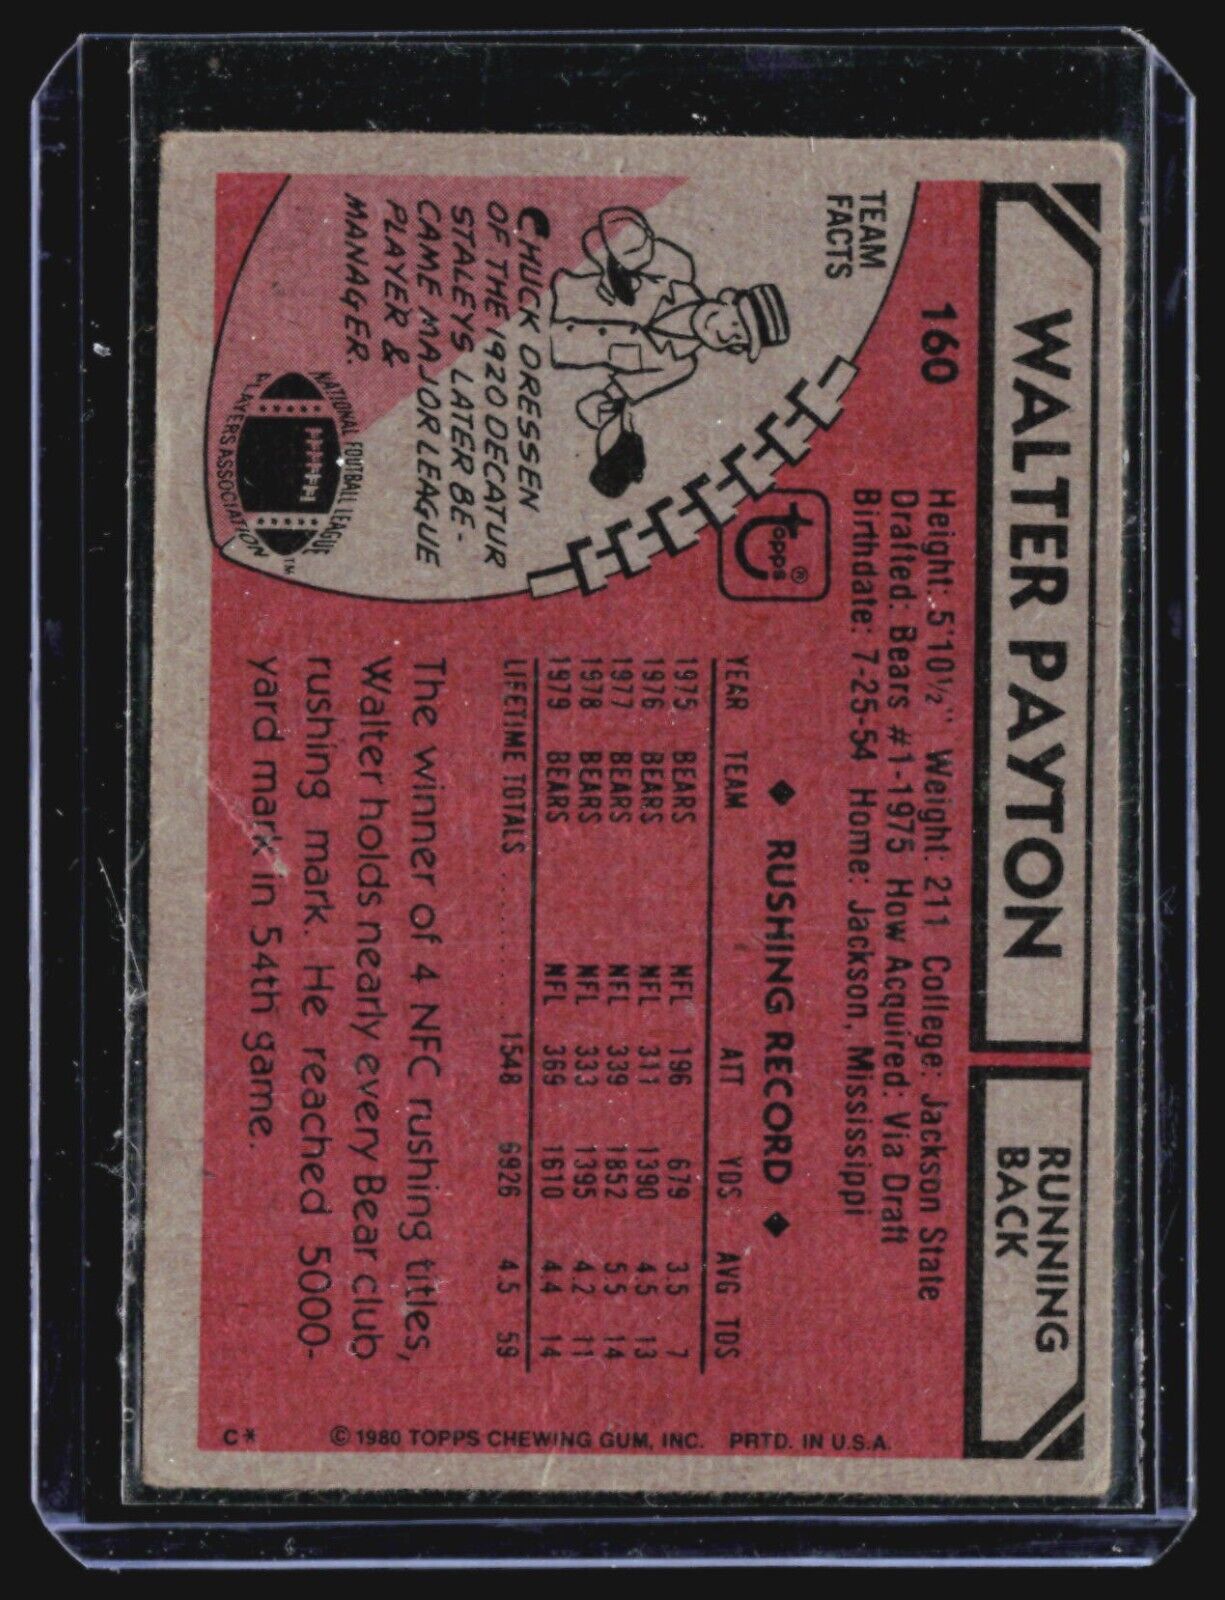 WALTER PAYTON
RUNNING
BACK
160
TEAM
FACTS
CHUCK DRESSEN
OF THE 1920 DECATUR
STALEYS LATER BE-
CAME MAJOR LEAGUE
PLAYER &
MANAGER.
NATIONAL FOOTBALL LEAGUE
PLAYERS ASSOCIATION™
topps®
Height: 5'10½" Weight: 211 College: Jackson State
Drafted: Bears #1-1975 How Acquired: Via Draft
Birthdate: 7-25-54 Home: Jackson, Mississippi
◆ RUSHING RECORD ◆
YEAR TEAM ATT YDS AVG TDS
1975 BEARS NFL 196 679 3.5 7
1976 BEARS NFL 311 1390 4.5 13
1977 BEARS NFL 339 1852 5.5 14
1978 BEARS NFL 333 1395 4.2 11
1979 BEARS NFL 369 1610 4.4 14
LIFETIME TOTALS ........ 1548 6926 4.5 59
The winner of 4 NFC rushing titles,
Walter holds nearly every Bear club
rushing mark. He reached 5000-
yard mark in 54th game.
© 1980 TOPPS CHEWING GUM, INC. PRTD. IN U.S.A.
C*